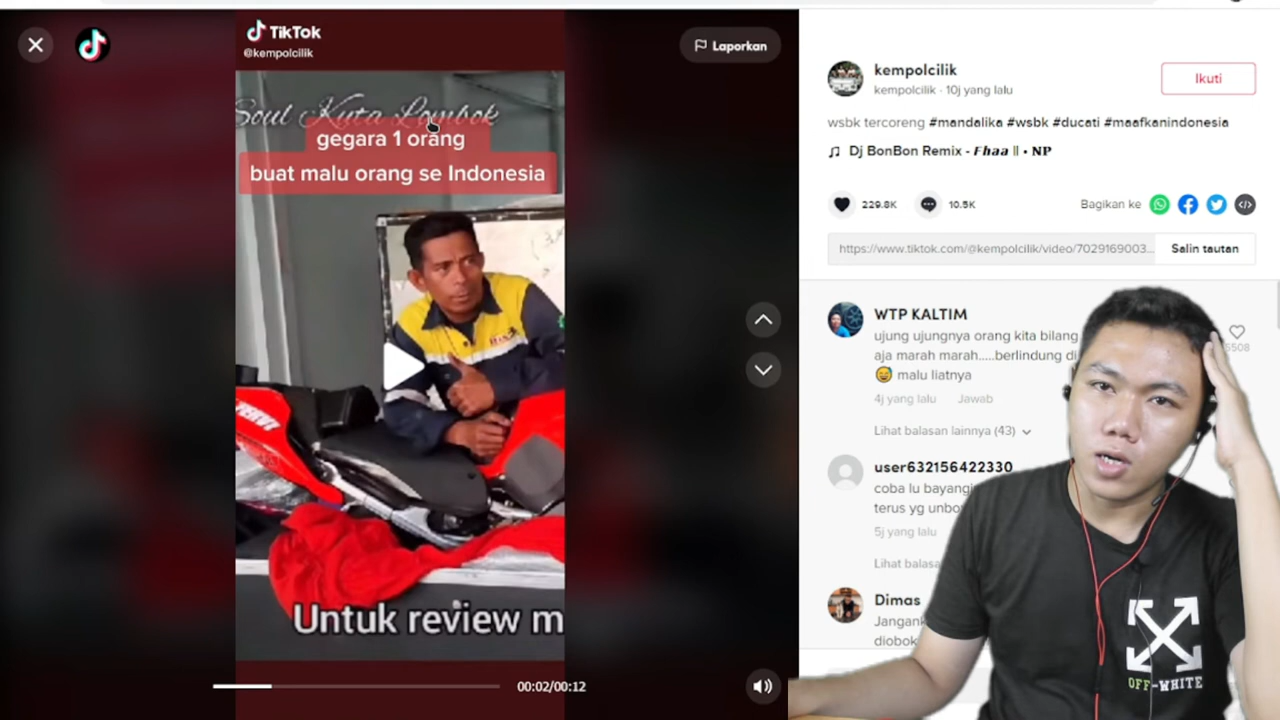 TikTok
@kempolcilik
Laporkan
Soul Kuta Lombok
gegara 1 orang
buat malu orang se Indonesia
Untuk review m
00:02/00:12
kempolcilik
kempolcilik · 10j yang lalu
Ikuti
wsbk tercoreng #mandalika #wsbk #ducati #maafkanindonesia
Dj BonBon Remix - Fhaa || • NP
229.8K
10.5K
Bagikan ke
https://www.tiktok.com/@kempolcilik/video/7029169003...
Salin tautan
WTP KALTIM
ujung ujungnya orang kita bilang
aja marah marah.....berlindung di
😅 malu liatnya
5508
4j yang lalu
Jawab
Lihat balasan lainnya (43)
user632156422330
coba lu bayangi
terus yg unbo
5j yang lalu
Lihat balasa
Dimas
Jangank
diobok
OFF-WHITE